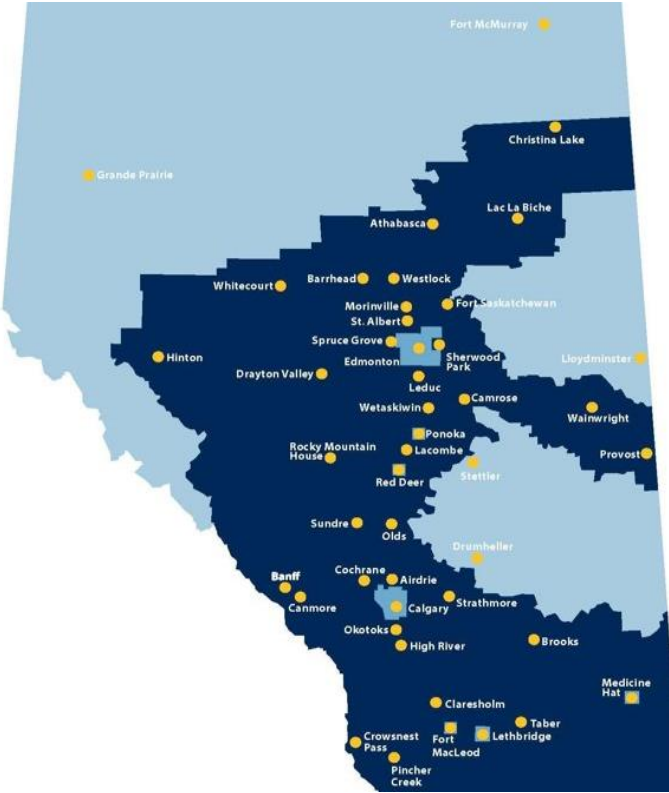 Fort McMurray
Christina Lake
Grande Prairie
Lac La Biche
Athabasca
Whitecourt
Barrhead
Westlock
Morinville
Fort Saskatchewan
St. Albert
Spruce Grove
Edmonton
Sherwood
Park
Hinton
Lloydminster
Drayton Valley
Leduc
Camrose
Wetaskiwin
Wainwright
Ponoka
Rocky Mountain
House
Lacombe
Provost
Red Deer
Stettler
Sundre
Olds
Drumheller
Banff
Cochrane
Airdrie
Canmore
Calgary
Strathmore
Okotoks
High River
Brooks
Medicine
Hat
Claresholm
Taber
Crowsnest
Pass
Fort
MacLeod
Lethbridge
Pincher
Creek